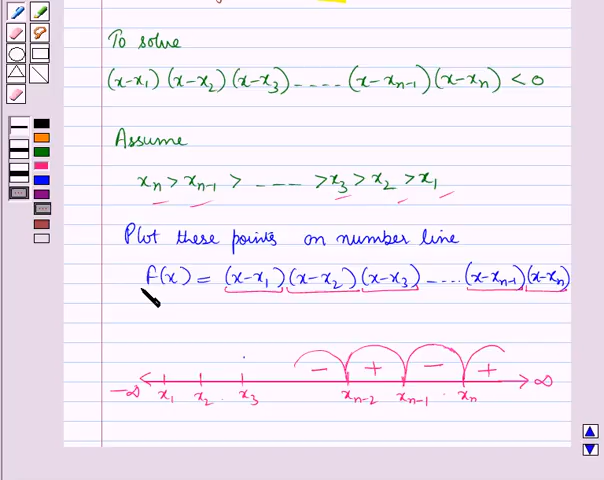 To solve
(x-x₁) (x-x₂) (x-x₃) ...... (x-xₙ₋₁) (x-xₙ) < 0
Assume
xₙ > xₙ₋₁ > --- > x₃ > x₂ > x₁
Plot these points on number line
f(x) = (x-x₁) (x-x₂) (x-x₃) ..... (x-xₙ₋₁) (x-xₙ)
− + − +
-∞ x₁ x₂ x₃ xₙ₋₂ xₙ₋₁ xₙ ∞